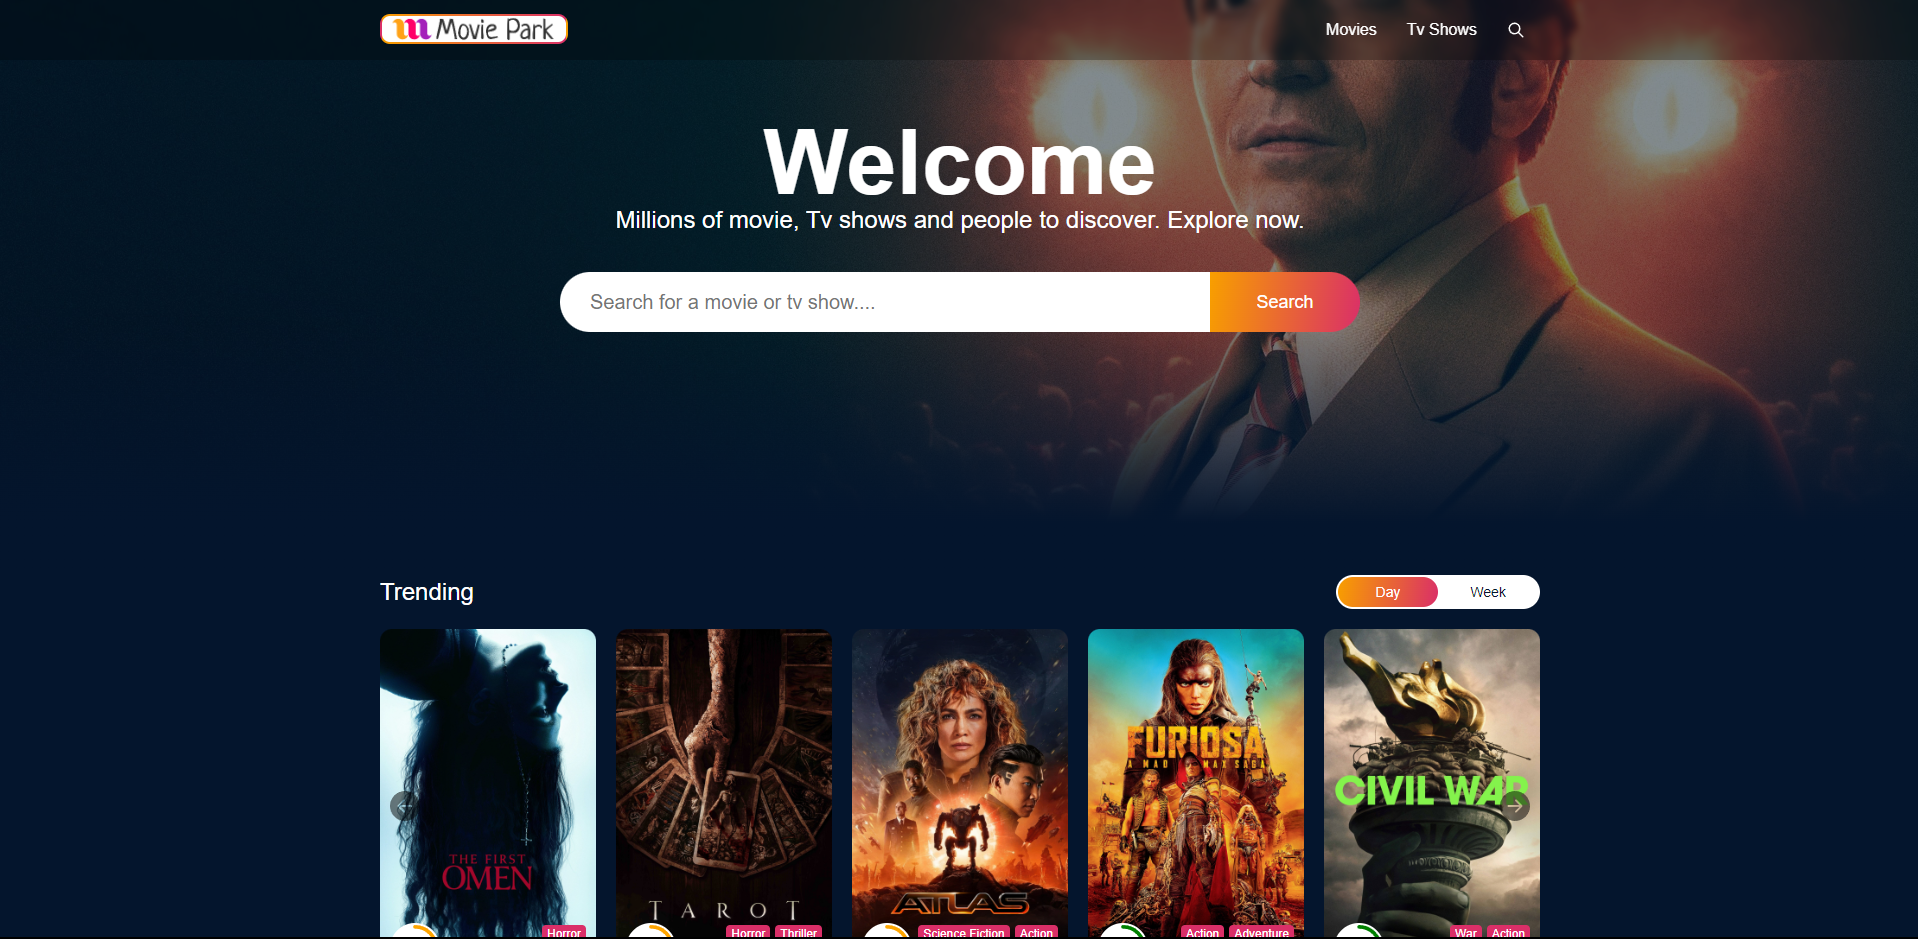 m Movie Park
Movies Tv Shows
Welcome
Millions of movie, Tv shows and people to discover. Explore now.
Search for a movie or tv show.... Search
Trending
Day Week
THE FIRST
OMEN
TAROT
ATLAS
FURIOSA
A MAD MAX SAGA
CIVIL WAR
Horror
Horror Thriller
Science Fiction Action
Action Adventure
War Action